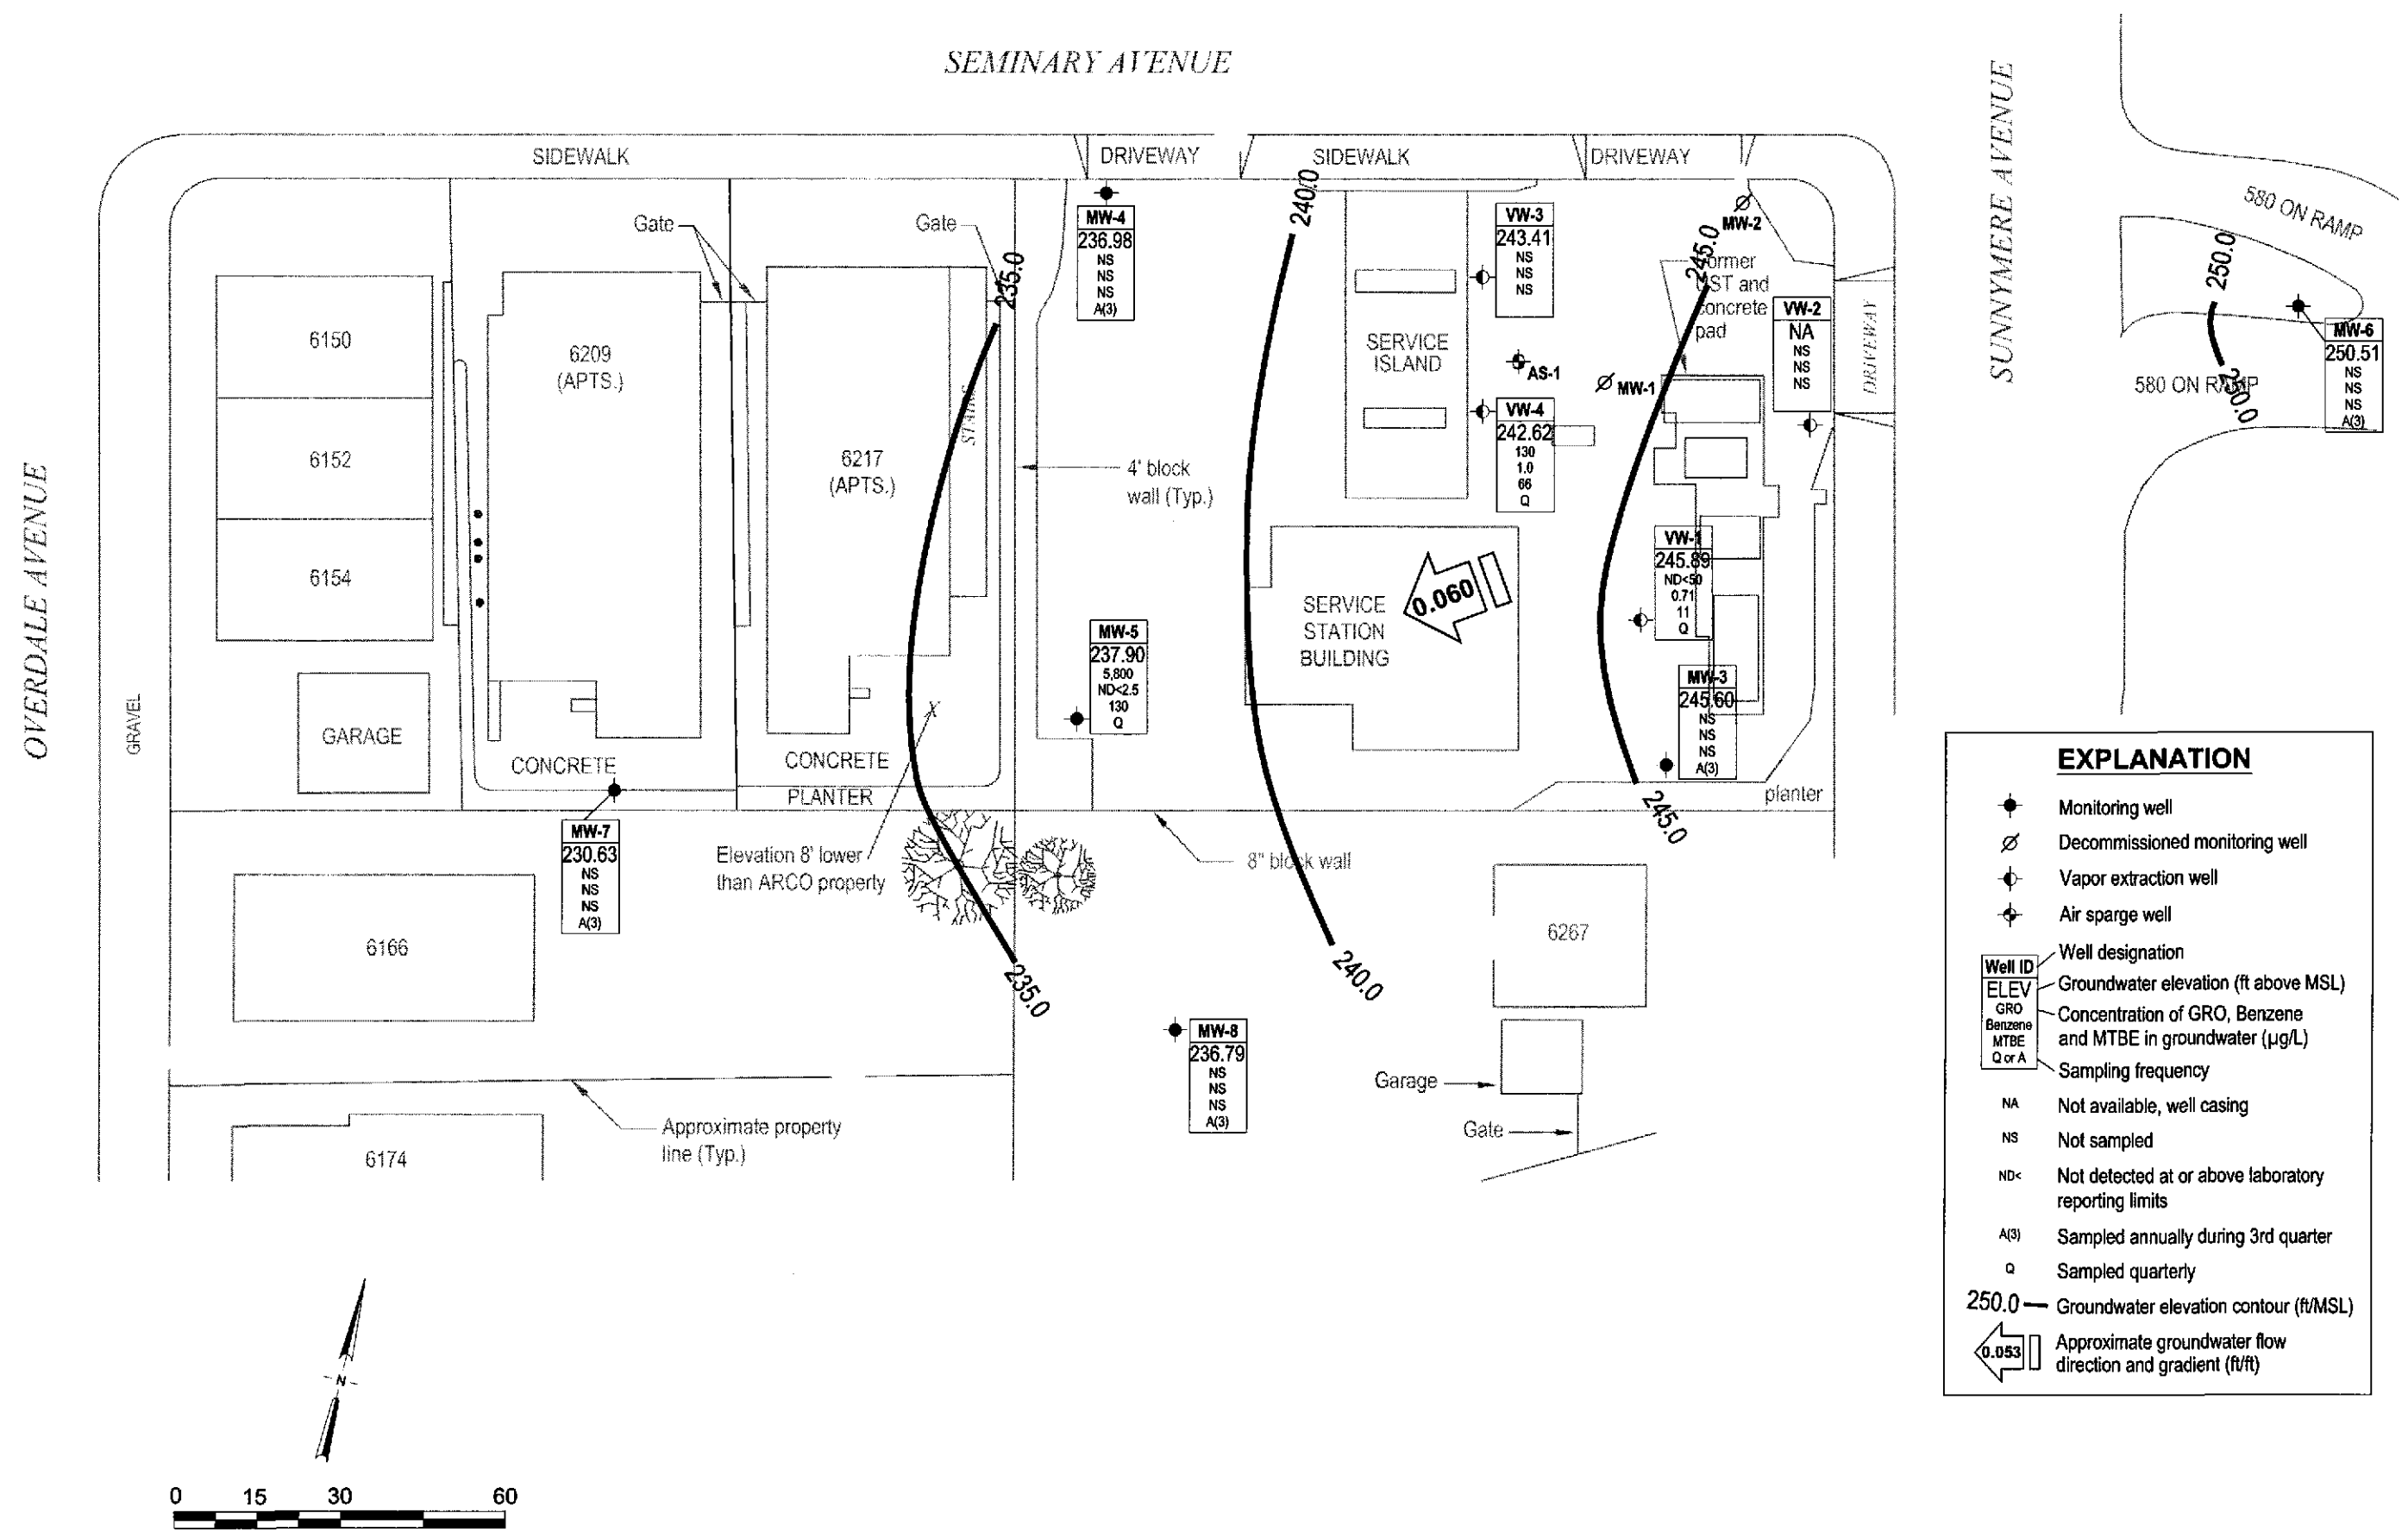 SEMINARY AVENUE
SUNNYMERE AVENUE
OVERDALE AVENUE
580 ON RAMP
580 ON RAMP
SIDEWALK
DRIVEWAY
SIDEWALK
DRIVEWAY
DRIVEWAY
Gate
Gate
235.0
240.0
245.0
250.0
250.0
MW-4
236.98
NS
NS
NS
A(3)
VW-3
243.41
NS
NS
NS
MW-2
Former
UST and
concrete
pad
VW-2
NA
NS
NS
NS
MW-6
250.51
NS
NS
NS
A(3)
6150
6152
6154
6209
(APTS.)
6217
(APTS.)
STAIRS
SERVICE
ISLAND
AS-1
MW-1
VW-4
242.62
130
1.0
66
Q
4' block
wall (Typ.)
VW-1
245.89
ND<50
0.71
11
Q
0.060
SERVICE
STATION
BUILDING
MW-5
237.90
5,800
ND<2.5
130
Q
MW-3
245.60
NS
NS
NS
A(3)
GRAVEL
GARAGE
CONCRETE
CONCRETE
PLANTER
X
planter
245.0
MW-7
230.63
NS
NS
NS
A(3)
Elevation 8' lower
than ARCO property
8" block wall
6166
6267
235.0
240.0
MW-8
236.79
NS
NS
NS
A(3)
Garage
Gate
Approximate property
line (Typ.)
6174
N
0 15 30 60
EXPLANATION
Monitoring well
Decommissioned monitoring well
Vapor extraction well
Air sparge well
Well ID
ELEV
GRO
Benzene
MTBE
Q or A
Well designation
Groundwater elevation (ft above MSL)
Concentration of GRO, Benzene
and MTBE in groundwater (µg/L)
Sampling frequency
NA Not available, well casing
NS Not sampled
ND< Not detected at or above laboratory
reporting limits
A(3) Sampled annually during 3rd quarter
Q Sampled quarterly
250.0 Groundwater elevation contour (ft/MSL)
0.053 Approximate groundwater flow
direction and gradient (ft/ft)